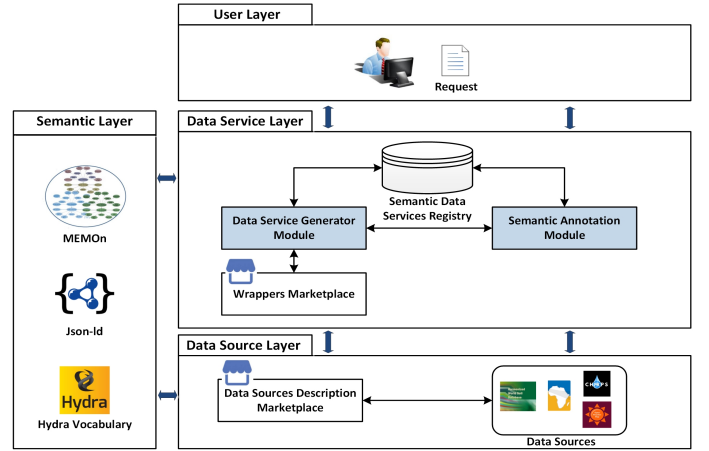 User Layer
Request
Semantic Layer
MEMOn
Json-ld
Hydra
Hydra Vocabulary
Data Service Layer
Semantic Data
Services Registry
Data Service Generator
Module
Semantic Annotation
Module
Wrappers Marketplace
Data Source Layer
Data Sources Description
Marketplace
Data Sources